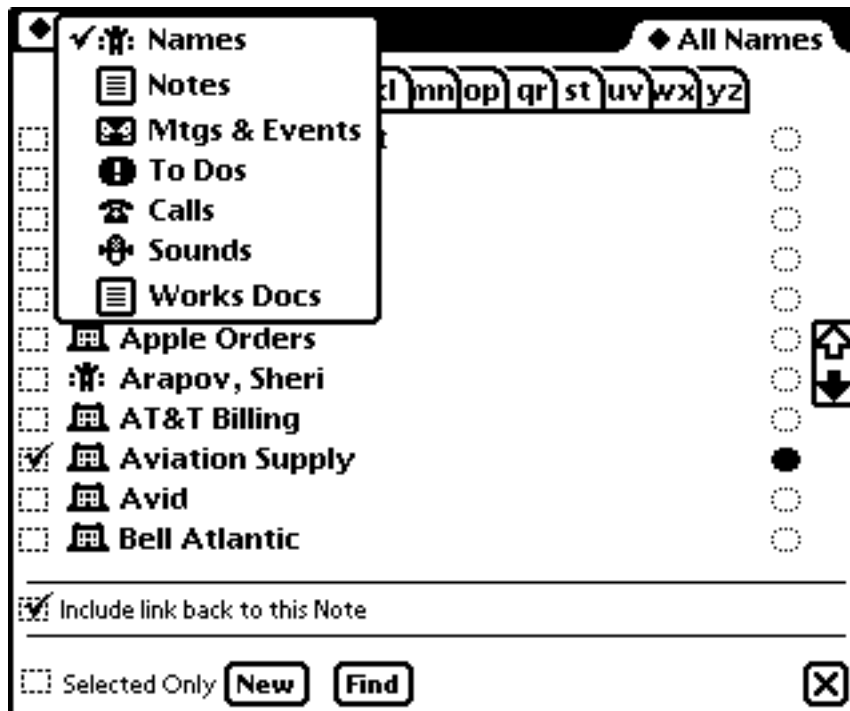 Names
All Names
Notes
mn op qr st uv wx yz
Mtgs & Events
To Dos
Calls
Sounds
Works Docs
Apple Orders
Arapov, Sheri
AT&T Billing
Aviation Supply
Avid
Bell Atlantic
Include link back to this Note
Selected Only New Find